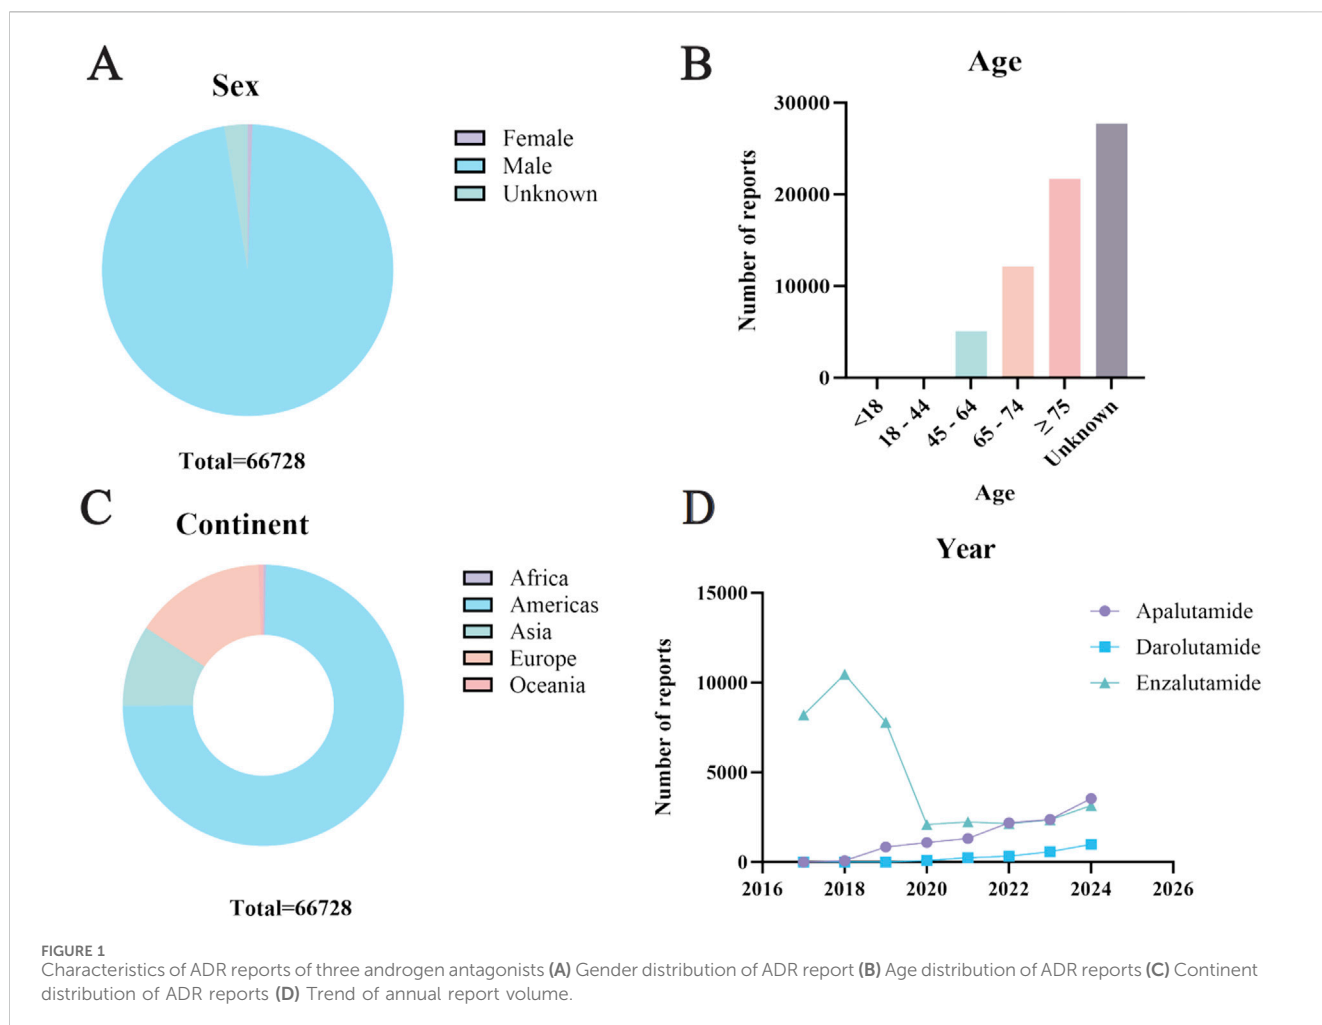 A
Sex
Female
Male
Unknown
Total=66728
B
Age
Number of reports
30000
20000
10000
0
<18
18 - 44
45 - 64
65 - 74
≥ 75
Unknown
Age
C
Continent
Africa
Americas
Asia
Europe
Oceania
Total=66728
D
Year
Number of reports
15000
10000
5000
0
2016
2018
2020
2022
2024
2026
Apalutamide
Darolutamide
Enzalutamide
FIGURE 1
Characteristics of ADR reports of three androgen antagonists (A) Gender distribution of ADR report (B) Age distribution of ADR reports (C) Continent
distribution of ADR reports (D) Trend of annual report volume.